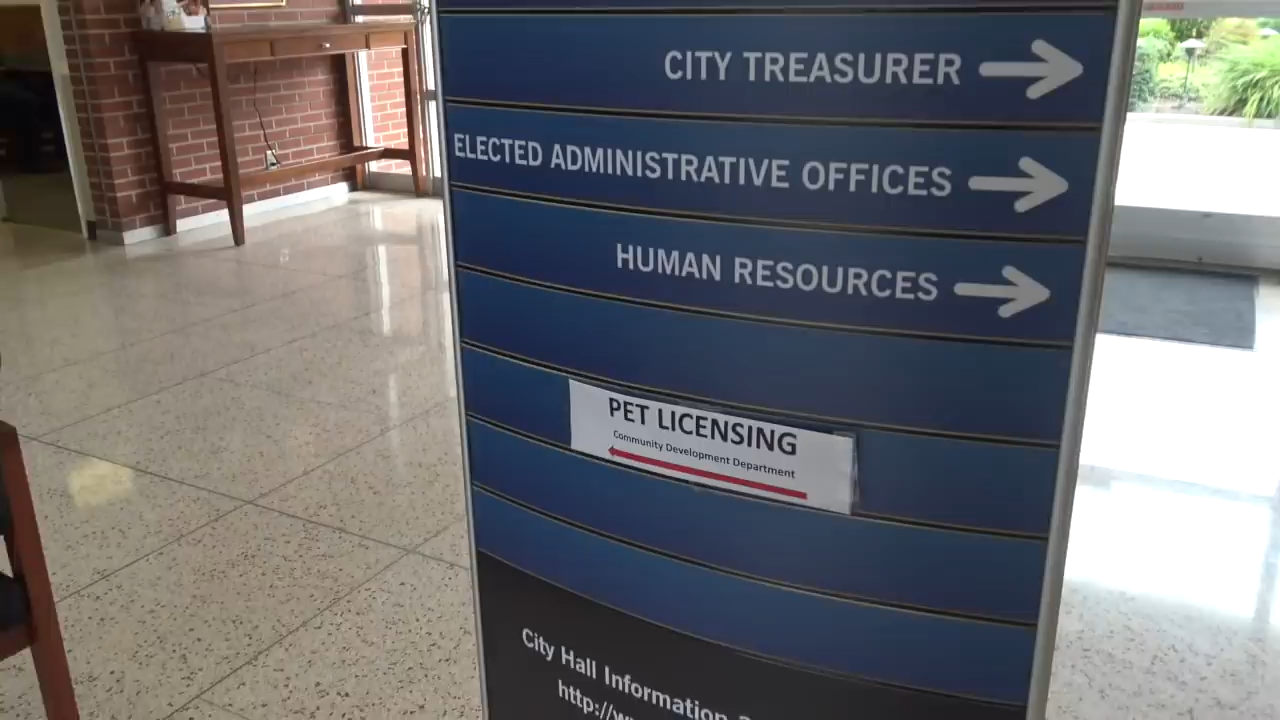 CITY TREASURER
ELECTED ADMINISTRATIVE OFFICES
HUMAN RESOURCES
PET LICENSING
Community Development Department
City Hall Information
http://w